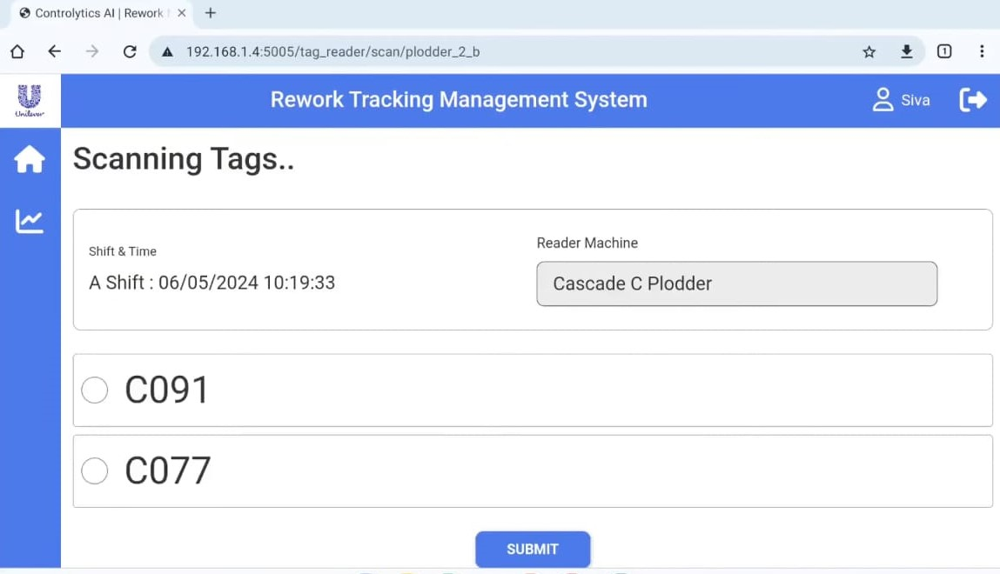 Controlytics AI | Rework
192.168.1.4:5005/tag_reader/scan/plodder_2_b
1
Unilever
Rework Tracking Management System
Siva
Scanning Tags..
Shift & Time
A Shift : 06/05/2024 10:19:33
Reader Machine
Cascade C Plodder
C091
C077
SUBMIT